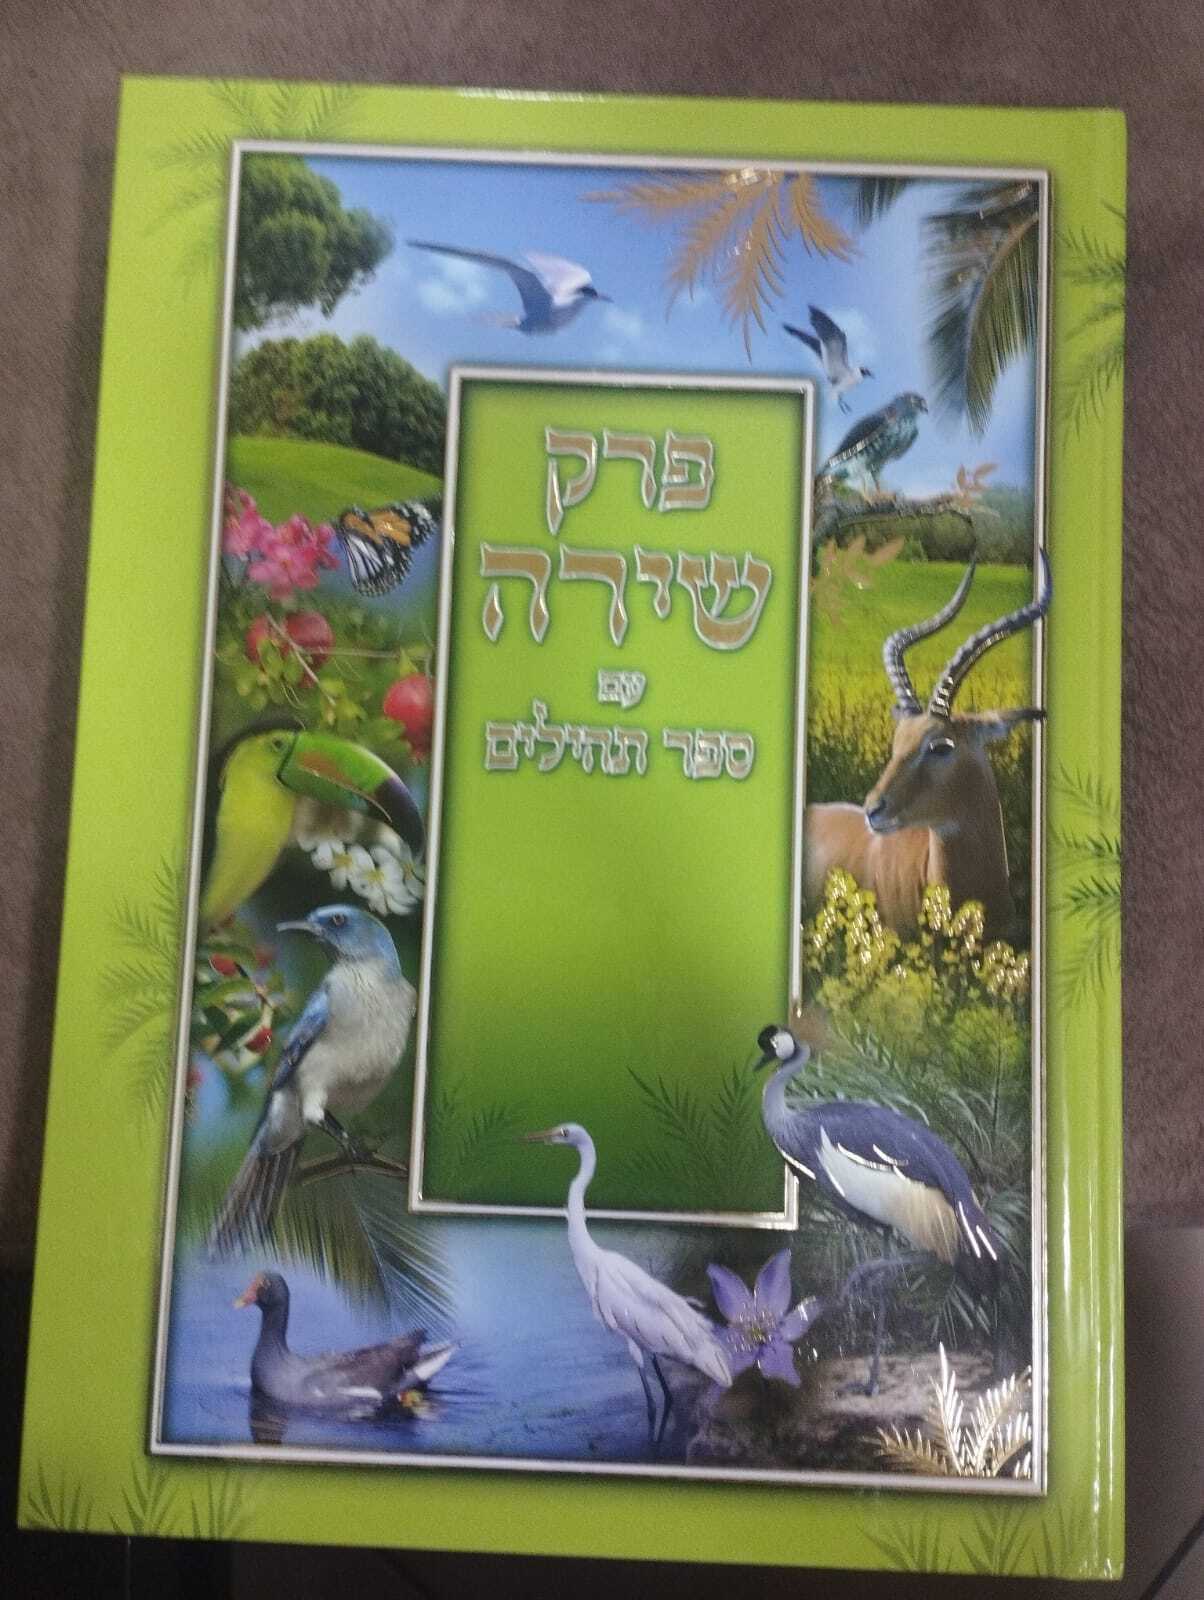 פרק
שירה
עם
ספר תהילים